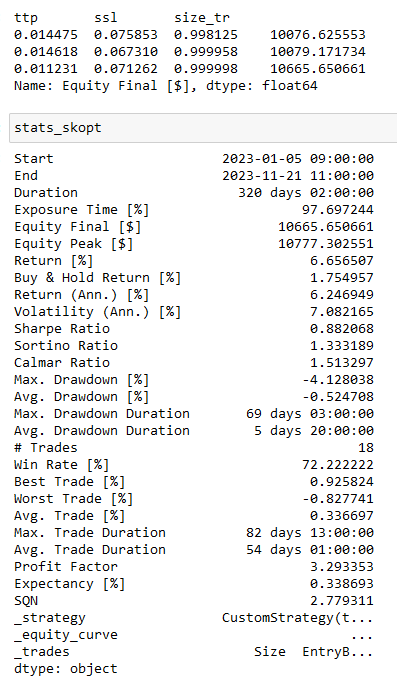 ttp ssl size_tr
0.014475 0.075853 0.998125 10076.625553
0.014618 0.067310 0.999958 10079.171734
0.011231 0.071262 0.999998 10665.650661
Name: Equity Final [$], dtype: float64
stats_skopt
Start 2023-01-05 09:00:00
End 2023-11-21 11:00:00
Duration 320 days 02:00:00
Exposure Time [%] 97.697244
Equity Final [$] 10665.650661
Equity Peak [$] 10777.302551
Return [%] 6.656507
Buy & Hold Return [%] 1.754957
Return (Ann.) [%] 6.246949
Volatility (Ann.) [%] 7.082165
Sharpe Ratio 0.882068
Sortino Ratio 1.333189
Calmar Ratio 1.513297
Max. Drawdown [%] -4.128038
Avg. Drawdown [%] -0.524708
Max. Drawdown Duration 69 days 03:00:00
Avg. Drawdown Duration 5 days 20:00:00
# Trades 18
Win Rate [%] 72.222222
Best Trade [%] 0.925824
Worst Trade [%] -0.827741
Avg. Trade [%] 0.336697
Max. Trade Duration 82 days 13:00:00
Avg. Trade Duration 54 days 01:00:00
Profit Factor 3.293353
Expectancy [%] 0.338693
SQN 2.779311
_strategy CustomStrategy(t...
_equity_curve ...
_trades Size EntryB...
dtype: object